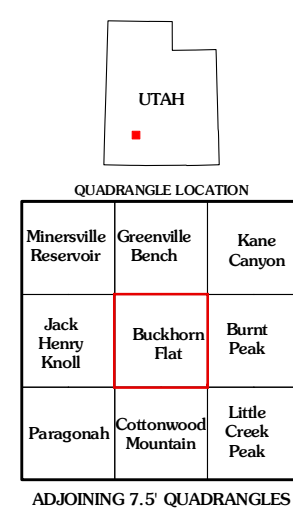 UTAH
QUADRANGLE LOCATION
Minersville
Reservoir
Greenville
Bench
Kane
Canyon
Jack
Henry
Knoll
Buckhorn
Flat
Burnt
Peak
Paragonah
Cottonwood
Mountain
Little
Creek
Peak
ADJOINING 7.5' QUADRANGLES